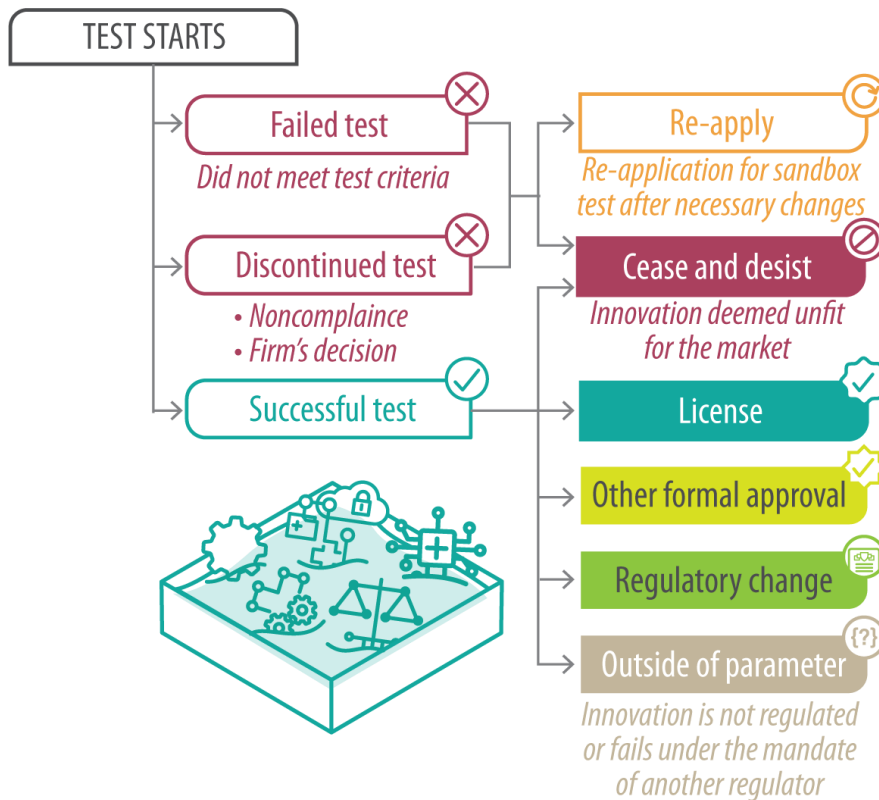 TEST STARTS
Failed test
Did not meet test criteria
Discontinued test
• Noncomplaince
• Firm's decision
Successful test
Re-apply
Re-application for sandbox
test after necessary changes
Cease and desist
Innovation deemed unfit
for the market
License
Other formal approval
Regulatory change
Outside of parameter
{?}
Innovation is not regulated
or fails under the mandate
of another regulator